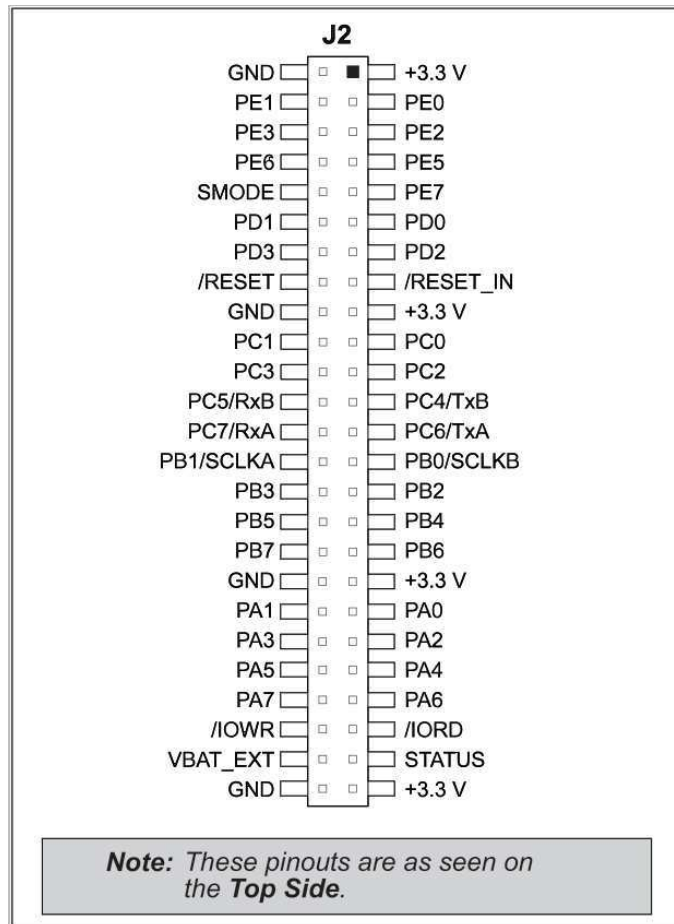 J2
GND +3.3 V
PE1 PE0
PE3 PE2
PE6 PE5
SMODE PE7
PD1 PD0
PD3 PD2
/RESET /RESET_IN
GND +3.3 V
PC1 PC0
PC3 PC2
PC5/RxB PC4/TxB
PC7/RxA PC6/TxA
PB1/SCLKA PB0/SCLKB
PB3 PB2
PB5 PB4
PB7 PB6
GND +3.3 V
PA1 PA0
PA3 PA2
PA5 PA4
PA7 PA6
/IOWR /IORD
VBAT_EXT STATUS
GND +3.3 V
Note: These pinouts are as seen on
the Top Side.